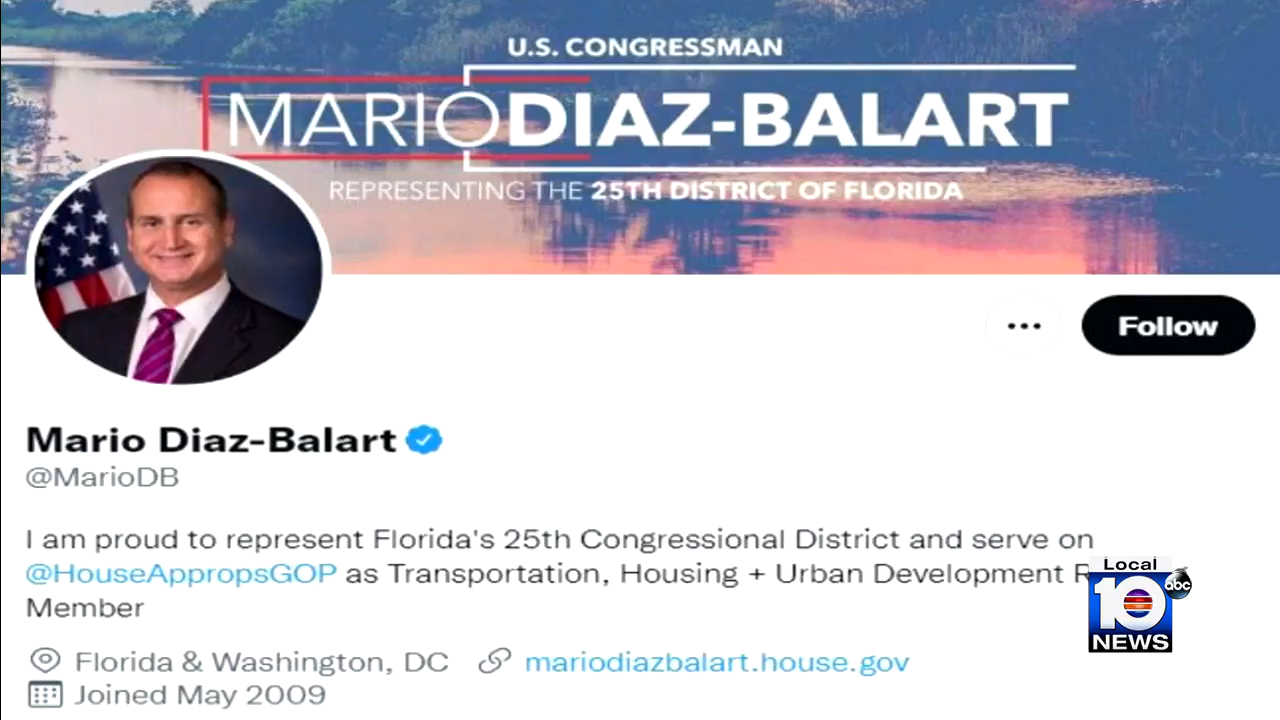 U.S. CONGRESSMAN
MARIODIAZ-BALART
REPRESENTING THE 25TH DISTRICT OF FLORIDA
Follow
Mario Diaz-Balart
@MarioDB
I am proud to represent Florida's 25th Congressional District and serve on
@HouseAppropsGOP as Transportation, Housing + Urban Development
Member
Florida & Washington, DC mariodiazbalart.house.gov
Joined May 2009
Local
10
abc
NEWS